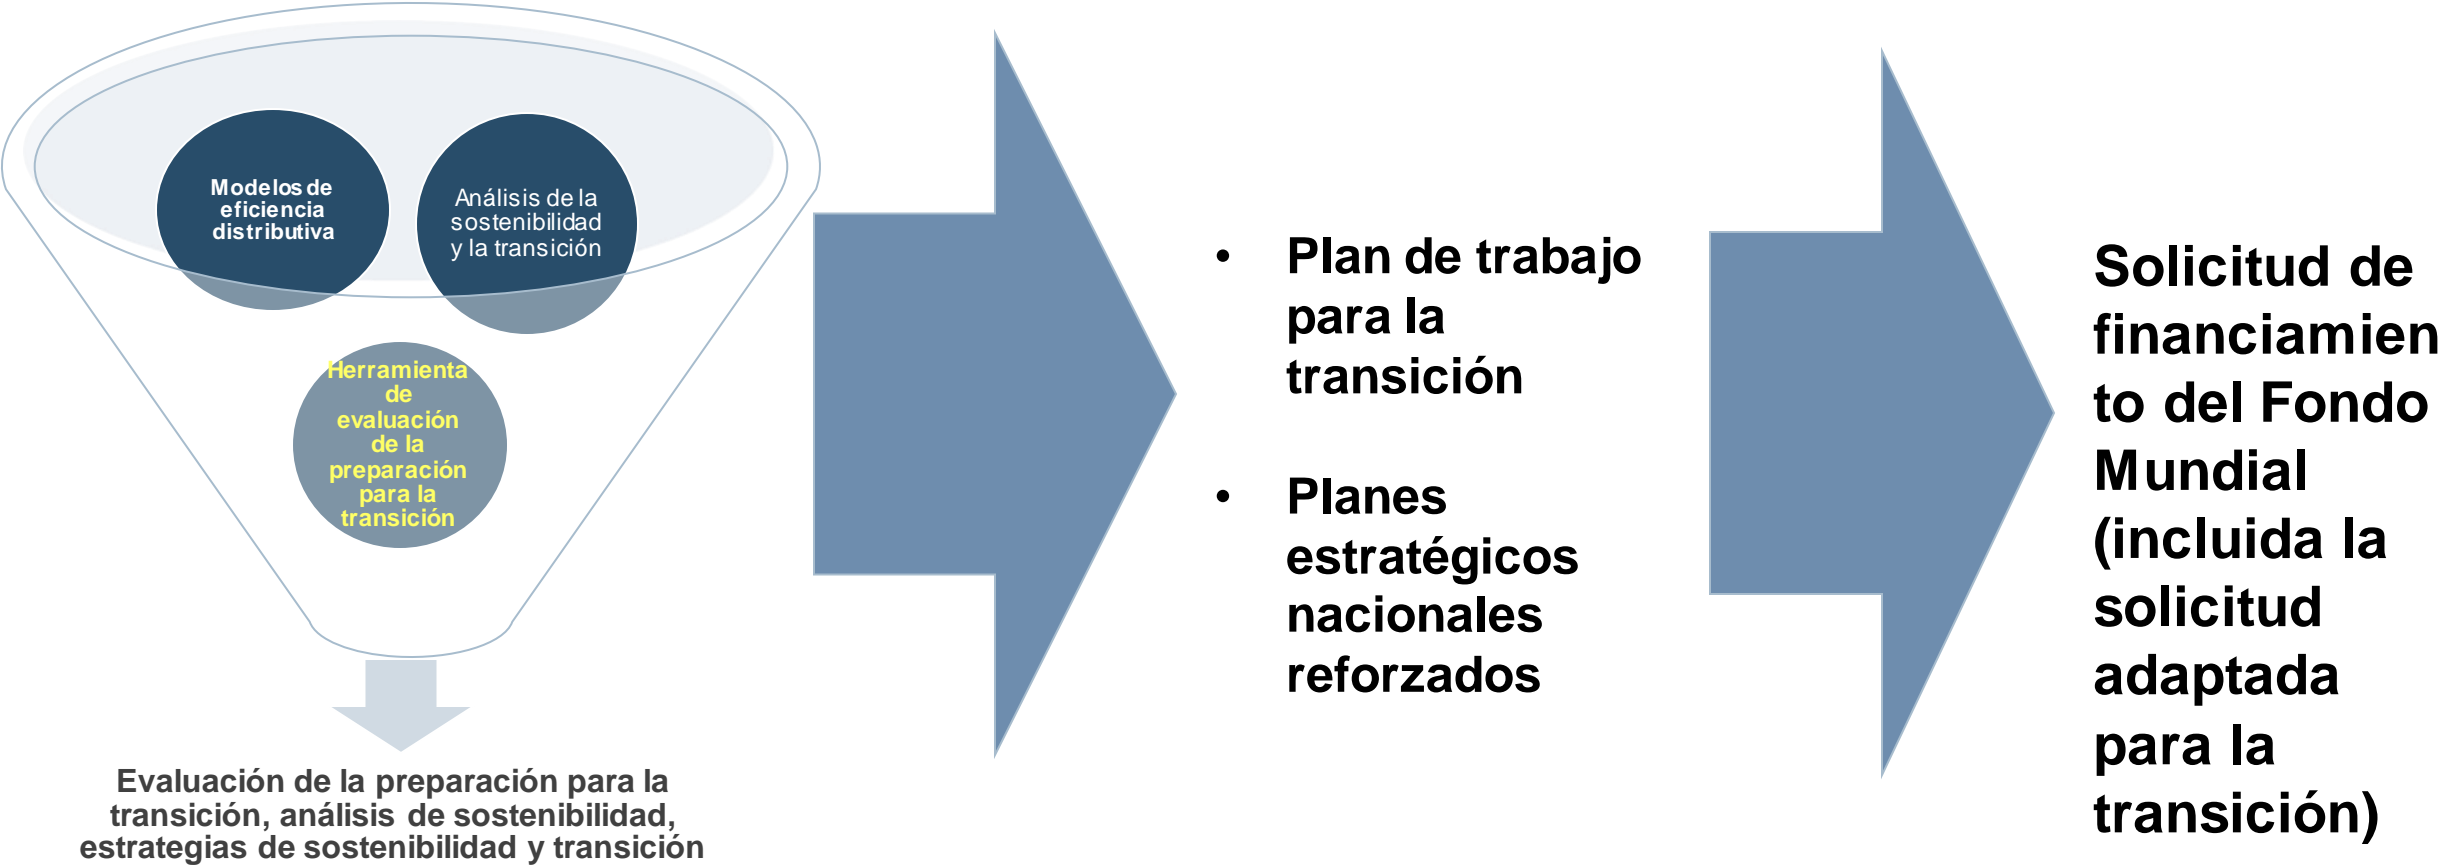 Modelos de
eficiencia
distributiva
Análisis de la
sostenibilidad
y la transición
Herramienta
de
evaluación
de la
preparación
para la
transición
Evaluación de la preparación para la
transición, análisis de sostenibilidad,
estrategias de sostenibilidad y transición
• Plan de trabajo
para la
transición
• Planes
estratégicos
nacionales
reforzados
Solicitud de
financiamien
to del Fondo
Mundial
(incluida la
solicitud
adaptada
para la
transición)